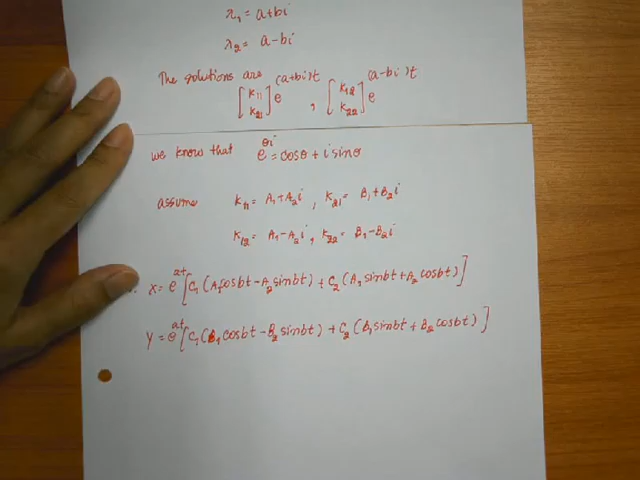 λ₁ = a+bi
λ₂ = a-bi
The solutions are [k₁₁ k₂₁] e^(a+bi)t , [k₁₂ k₂₂] e^(a-bi)t
we know that e^θi = cosθ + i sinθ
assume k₁₁ = A₁+A₂i , k₂₁ = B₁+B₂i
k₁₂ = A₁-A₂i , k₂₂ = B₁-B₂i
x = e^at [c₁(A₁cosbt-A₂sinbt) + c₂(A₁sinbt+A₂cosbt)]
y = e^at [c₁(B₁cosbt-B₂sinbt) + c₂(B₁sinbt+B₂cosbt)]